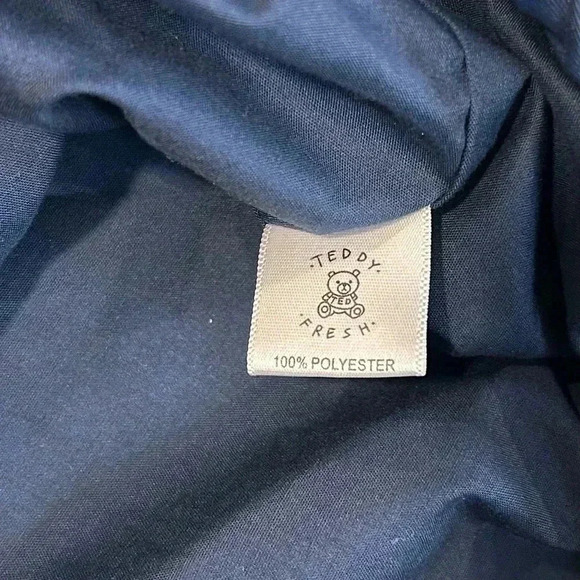 ·TEDDY·
TED
·FRESH·
100% POLYESTER